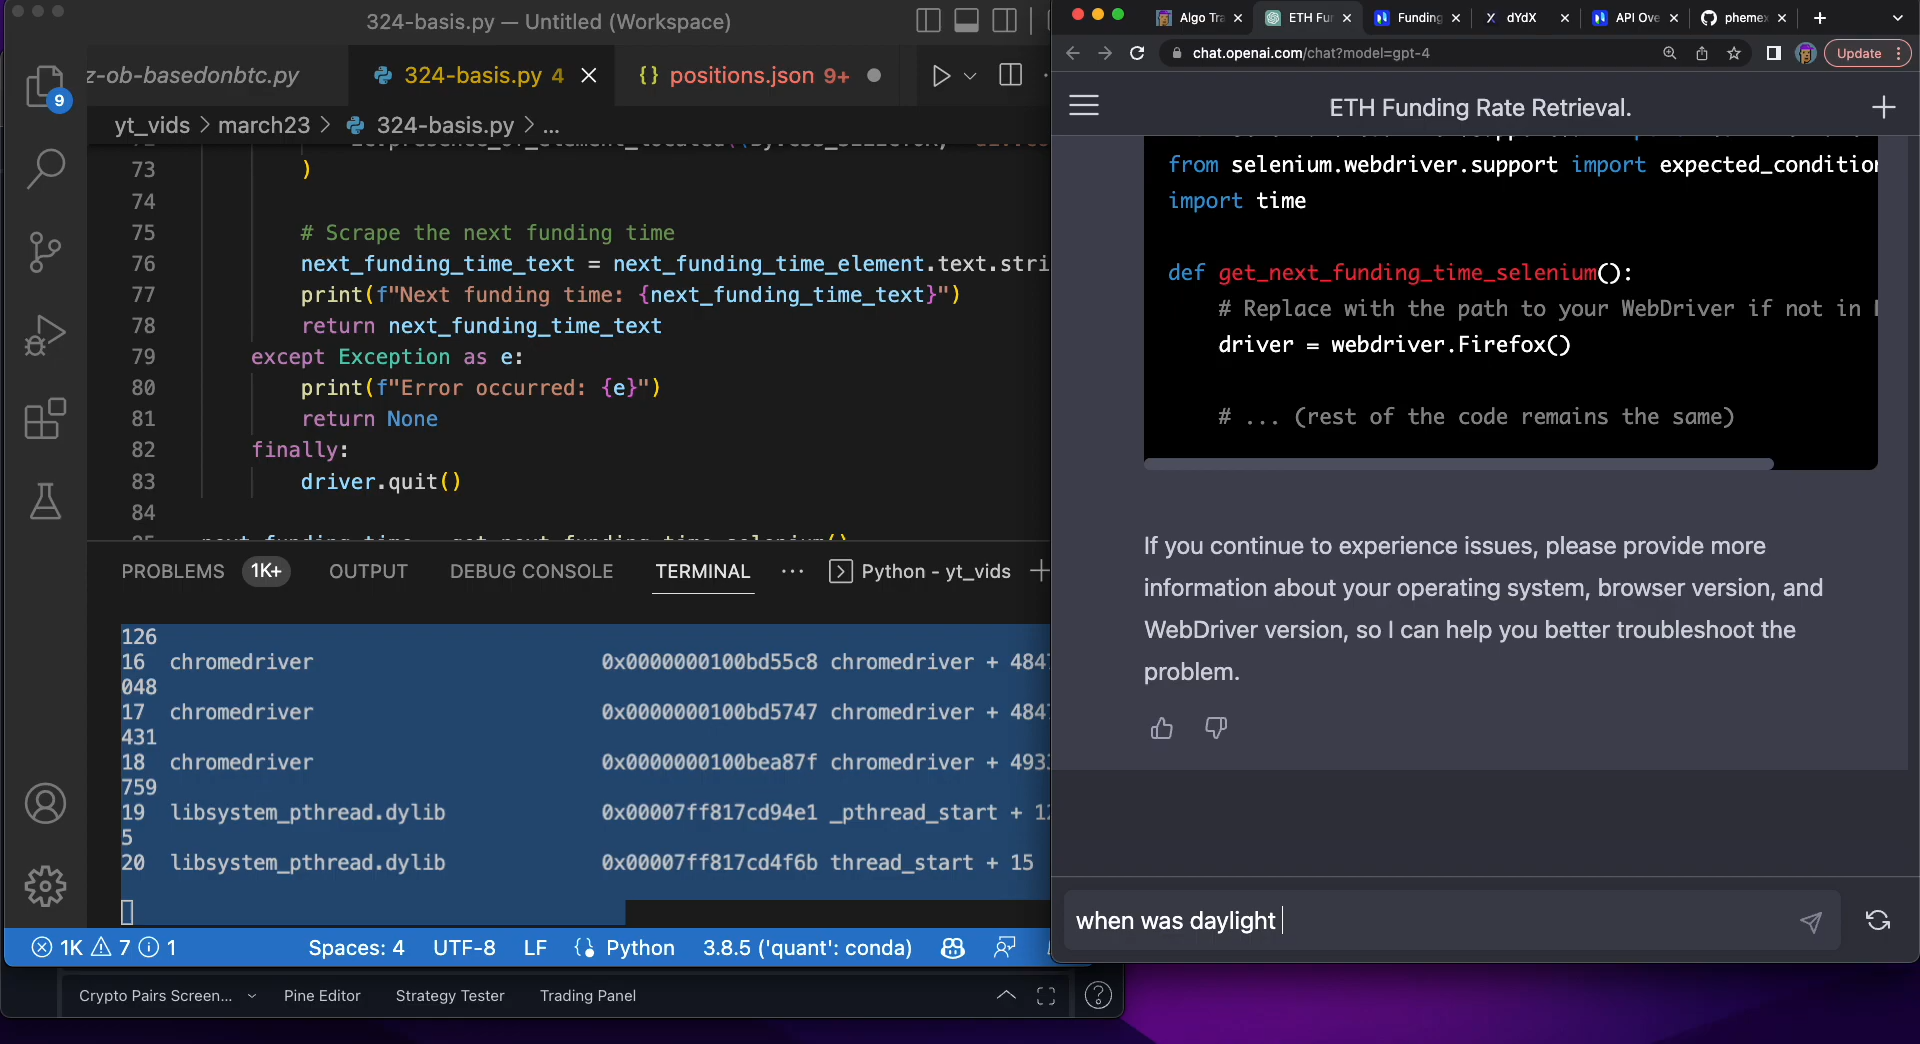 324-basis.py — Untitled (Workspace)
z-ob-basedonbtc.py
324-basis.py 4
{} positions.json 9+
yt_vids > march23 > 324-basis.py > ...
9
73 )
74
75 # Scrape the next funding time
76 next_funding_time_text = next_funding_time_element.text.stri
77 print(f"Next funding time: {next_funding_time_text}")
78 return next_funding_time_text
79 except Exception as e:
80 print(f"Error occurred: {e}")
81 return None
82 finally:
83 driver.quit()
84
PROBLEMS 1K+ OUTPUT DEBUG CONSOLE TERMINAL ... Python - yt_vids
126
16 chromedriver 0x0000000100bd55c8 chromedriver + 484
048
17 chromedriver 0x0000000100bd5747 chromedriver + 484
431
18 chromedriver 0x0000000100bea87f chromedriver + 493
759
19 libsystem_pthread.dylib 0x00007ff817cd94e1 _pthread_start + 12
5
20 libsystem_pthread.dylib 0x00007ff817cd4f6b thread_start + 15
1K 7 1 Spaces: 4 UTF-8 LF Python 3.8.5 ('quant': conda)
Crypto Pairs Screen... Pine Editor Strategy Tester Trading Panel
Algo Tra ETH Fun Funding dYdX API Ove phemex
chat.openai.com/chat?model=gpt-4
Update
ETH Funding Rate Retrieval.
from selenium.webdriver.support import expected_condition
import time
def get_next_funding_time_selenium():
# Replace with the path to your WebDriver if not in
driver = webdriver.Firefox()
# ... (rest of the code remains the same)
If you continue to experience issues, please provide more
information about your operating system, browser version, and
WebDriver version, so I can help you better troubleshoot the
problem.
when was daylight